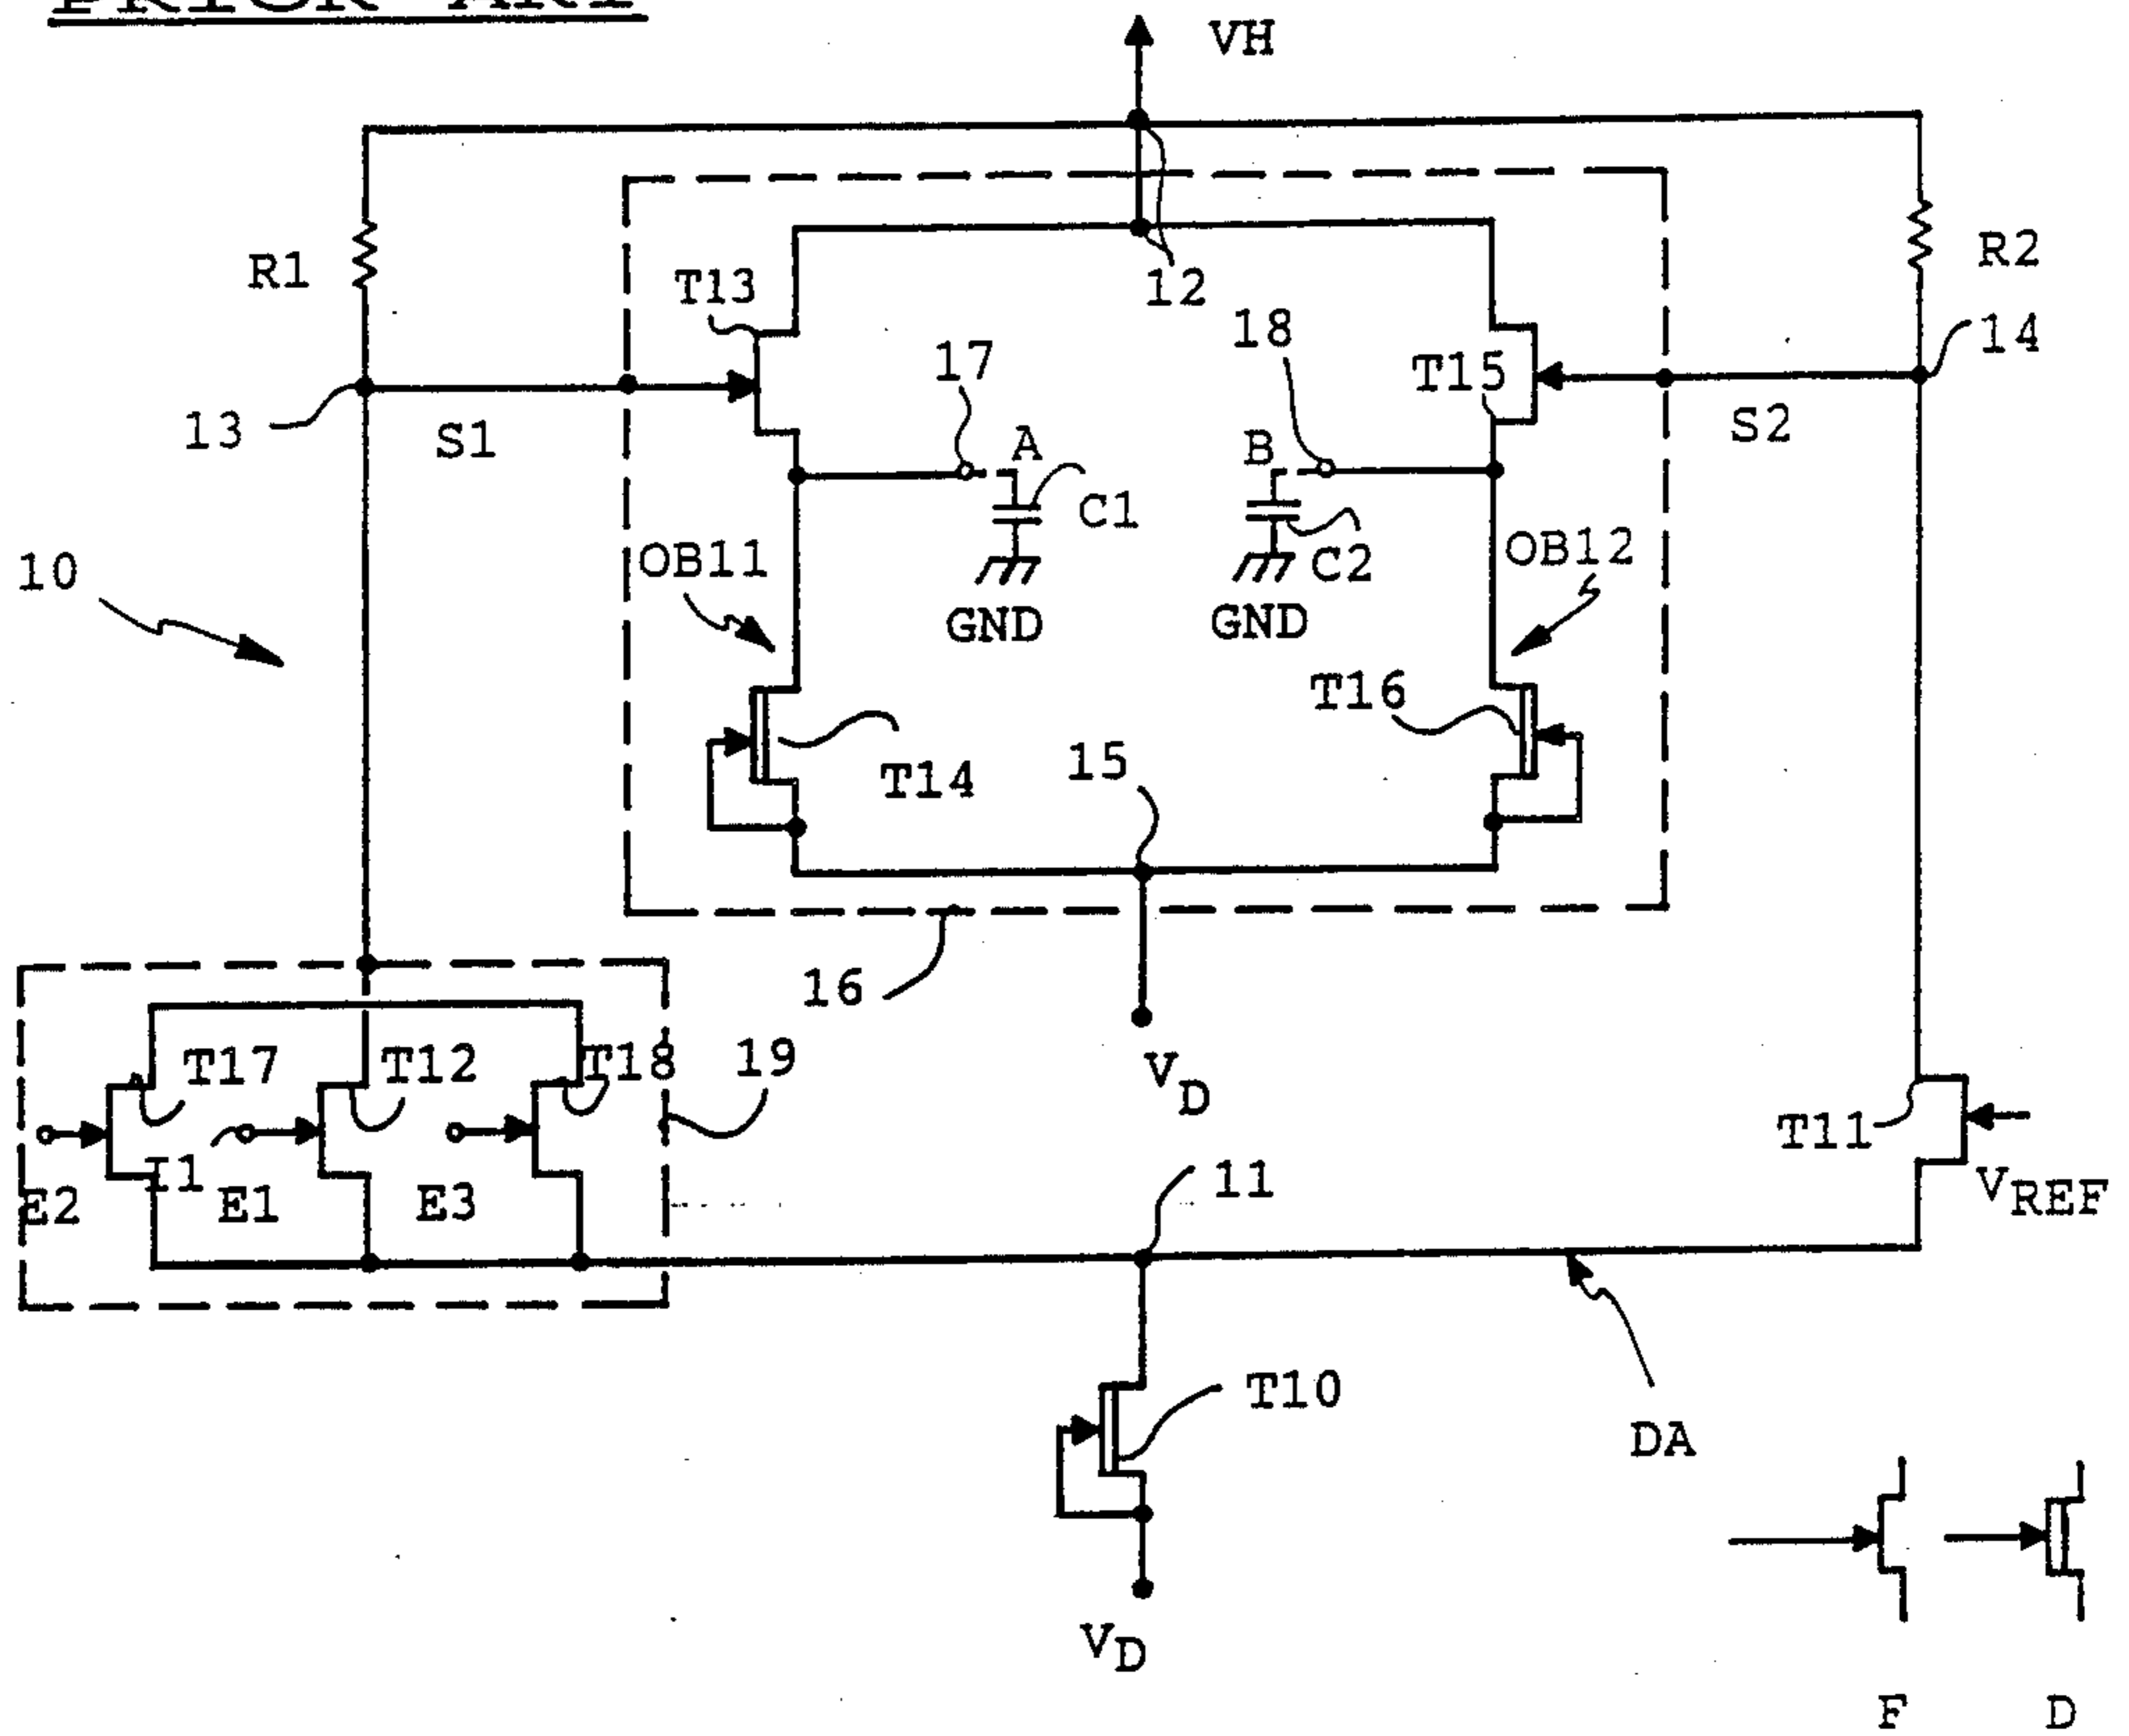 PRIOR ART
VH
R1
R2
T13
12
18
14
17
T15
13
S1
A
B
S2
C1
10
OB11
C2
OB12
GND
GND
T16
T14
15
16
T17
T12
T18
19
VD
T11
I1
E2
E1
E3
11
VREF
T10
DA
VD
F
D